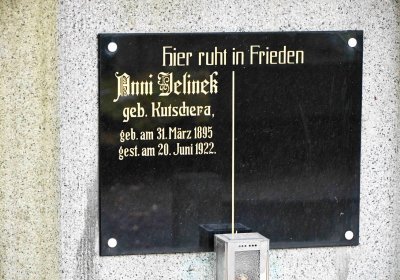 Hier ruht in Frieden
Anni Jelinek
geb. Kutschera,
geb. am 31. März 1895
gest. am 20. Juni 1922.